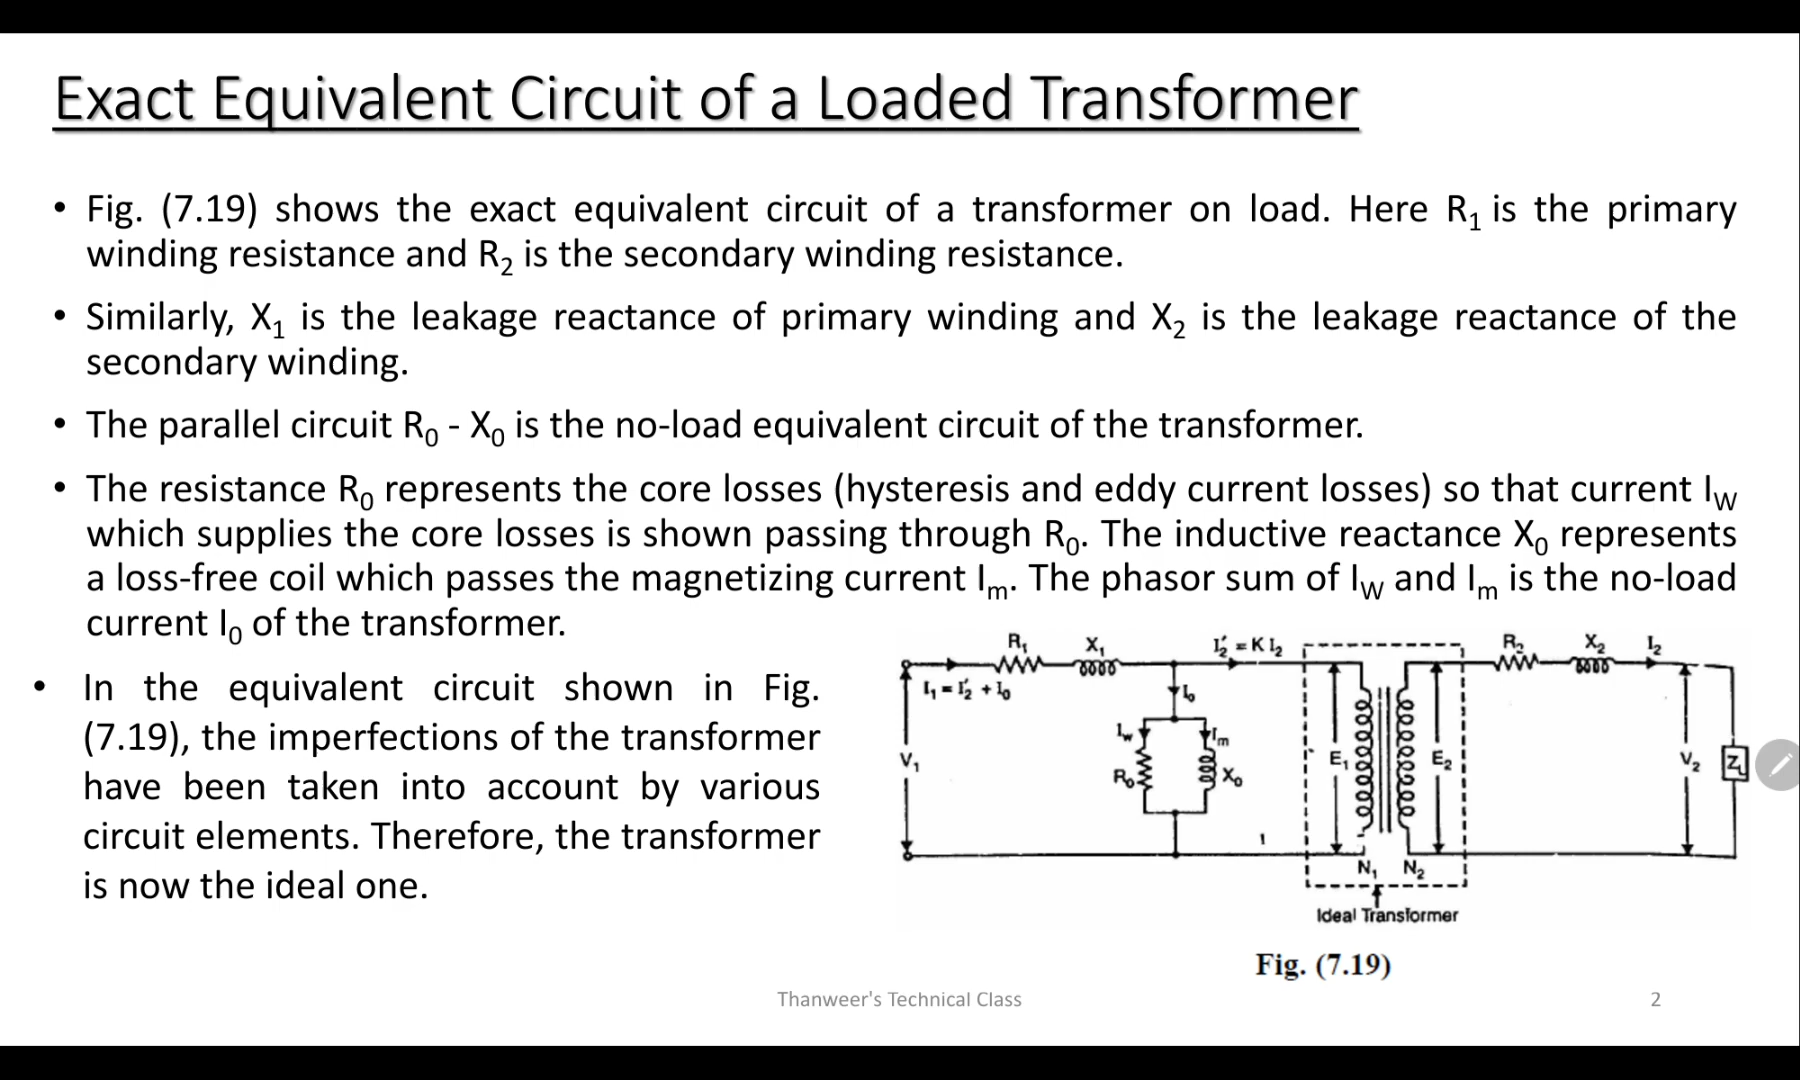 Exact Equivalent Circuit of a Loaded Transformer
• Fig. (7.19) shows the exact equivalent circuit of a transformer on load. Here R₁ is the primary
winding resistance and R₂ is the secondary winding resistance.
• Similarly, X₁ is the leakage reactance of primary winding and X₂ is the leakage reactance of the
secondary winding.
• The parallel circuit R₀ - X₀ is the no-load equivalent circuit of the transformer.
• The resistance R₀ represents the core losses (hysteresis and eddy current losses) so that current I_W
which supplies the core losses is shown passing through R₀. The inductive reactance X₀ represents
a loss-free coil which passes the magnetizing current Iₘ. The phasor sum of I_W and Iₘ is the no-load
current I₀ of the transformer.
• In the equivalent circuit shown in Fig.
(7.19), the imperfections of the transformer
have been taken into account by various
circuit elements. Therefore, the transformer
is now the ideal one.
R₁ X₁ I₂′ = K I₂ R₂ X₂ I₂
I₁ = I₂′ + I₀ I₀
I_w Iₘ
V₁ R₀ X₀ E₁ E₂ V₂ Z_L
N₁ N₂
Ideal Transformer
Fig. (7.19)
Thanweer's Technical Class 2